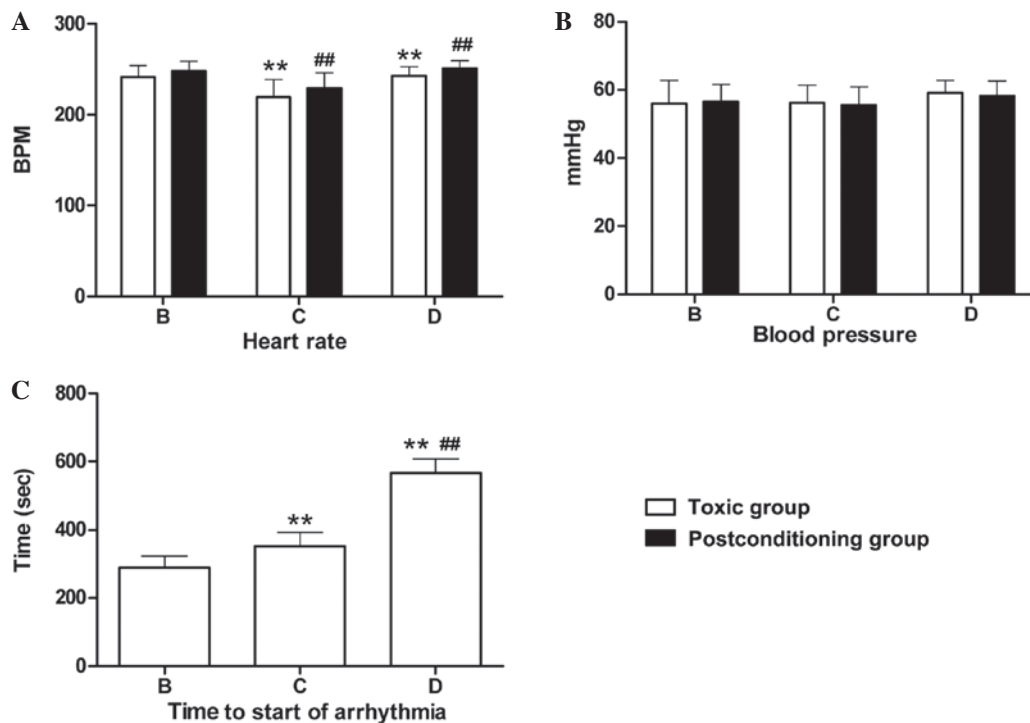 A
300
200
100
0
BPM
**
##
**
##
B
C
D
Heart rate
B
80
60
40
20
0
mmHg
B
C
D
Blood pressure
C
800
600
400
200
0
Time (sec)
**
** ##
B
C
D
Time to start of arrhythmia
Toxic group
Postconditioning group